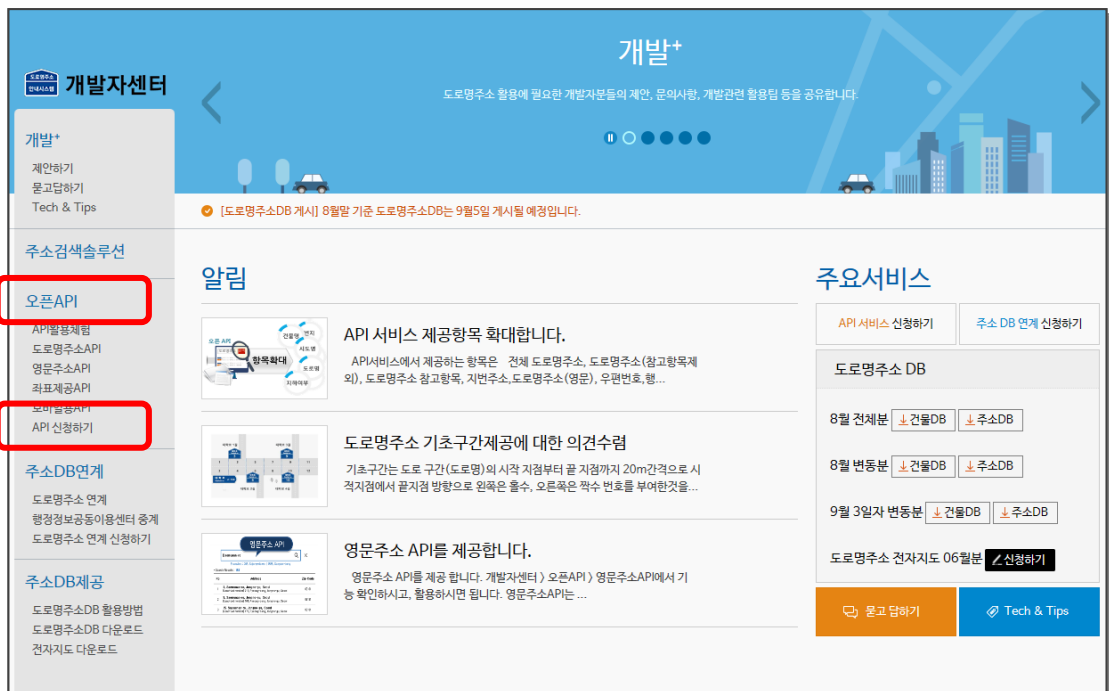 도로명주소
안내시스템
개발자센터
개발+
제안하기
묻고답하기
Tech & Tips
주소검색솔루션
오픈API
API활용체험
도로명주소API
영문주소API
좌표제공API
모바일용API
API 신청하기
주소DB연계
도로명주소 연계
행정정보공동이용센터 중계
도로명주소 연계 신청하기
주소DB제공
도로명주소DB 활용방법
도로명주소DB 다운로드
전자지도 다운로드
개발+
도로명주소 활용에 필요한 개발자분들의 제안, 문의사항, 개발관련 활용팁 등을 공유합니다.
[도로명주소DB 게시] 8월말 기준 도로명주소DB는 9월5일 게시될 예정입니다.
알림
오픈 API
건물명
번지
시도명
항목확대
도로명
지하여부
API 서비스 제공항목 확대합니다.
API서비스에서 제공하는 항목은 전체 도로명주소, 도로명주소(참고항목제
외), 도로명주소 참고항목, 지번주소,도로명주소(영문), 우편번호,행...
도로명주소 기초구간제공에 대한 의견수렴
기초구간는 도로 구간(도로명)의 시작 지점부터 끝 지점까지 20m간격으로 시
작지점에서 끝지점 방향으로 왼쪽은 홀수, 오른쪽은 짝수 번호를 부여한것을...
영문주소 API
영문주소 API를 제공합니다.
영문주소 API를 제공 합니다. 개발자센터 > 오픈API > 영문주소API에서 기
능 확인하시고, 활용하시면 됩니다. 영문주소API는 ...
주요서비스
API 서비스 신청하기
주소 DB 연계 신청하기
도로명주소 DB
8월 전체분 건물DB 주소DB
8월 변동분 건물DB 주소DB
9월 3일자 변동분 건물DB 주소DB
도로명주소 전자지도 06월분 신청하기
묻고 답하기
Tech & Tips